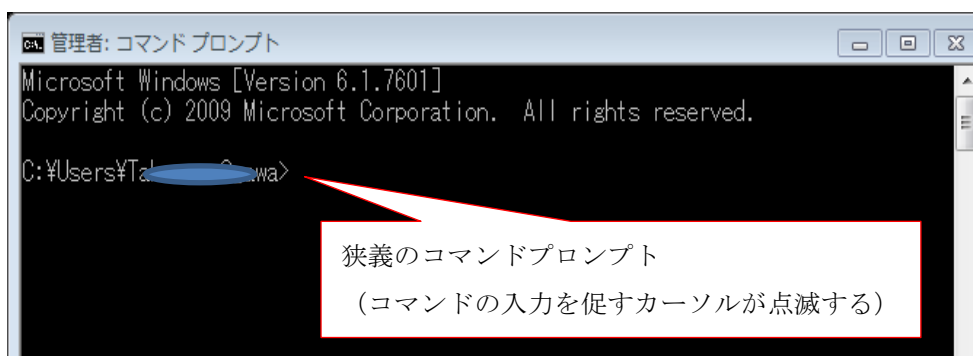 管理者: コマンド プロンプト
Microsoft Windows [Version 6.1.7601]
Copyright (c) 2009 Microsoft Corporation.  All rights reserved.
C:¥Users¥
狭義のコマンドプロンプト
（コマンドの入力を促すカーソルが点滅する）